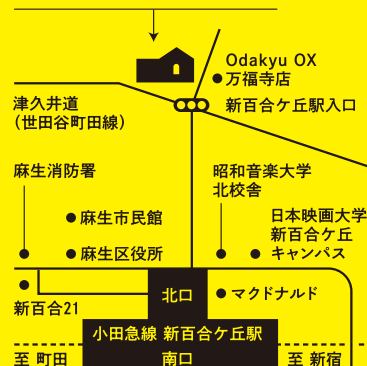 Odakyu OX
万福寺店
津久井道
(世田谷町田線)
新百合ケ丘駅入口
麻生消防署
昭和音楽大学
北校舎
麻生市民館
日本映画大学
新百合ケ丘
キャンパス
麻生区役所
新百合21
北口
マクドナルド
小田急線 新百合ケ丘駅
至 町田
南口
至 新宿